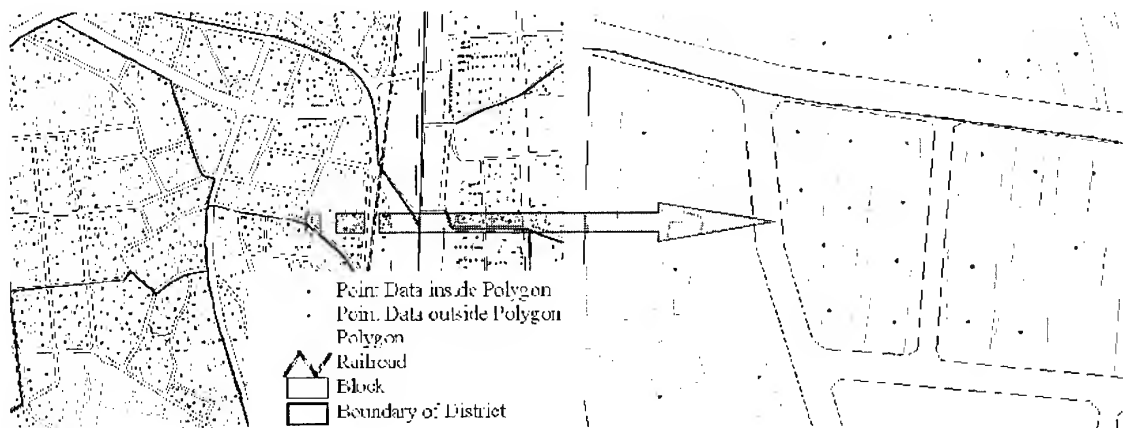 Point Data inside Polygon
Point Data outside Polygon
Polygon
Railroad
Block
Boundary of District